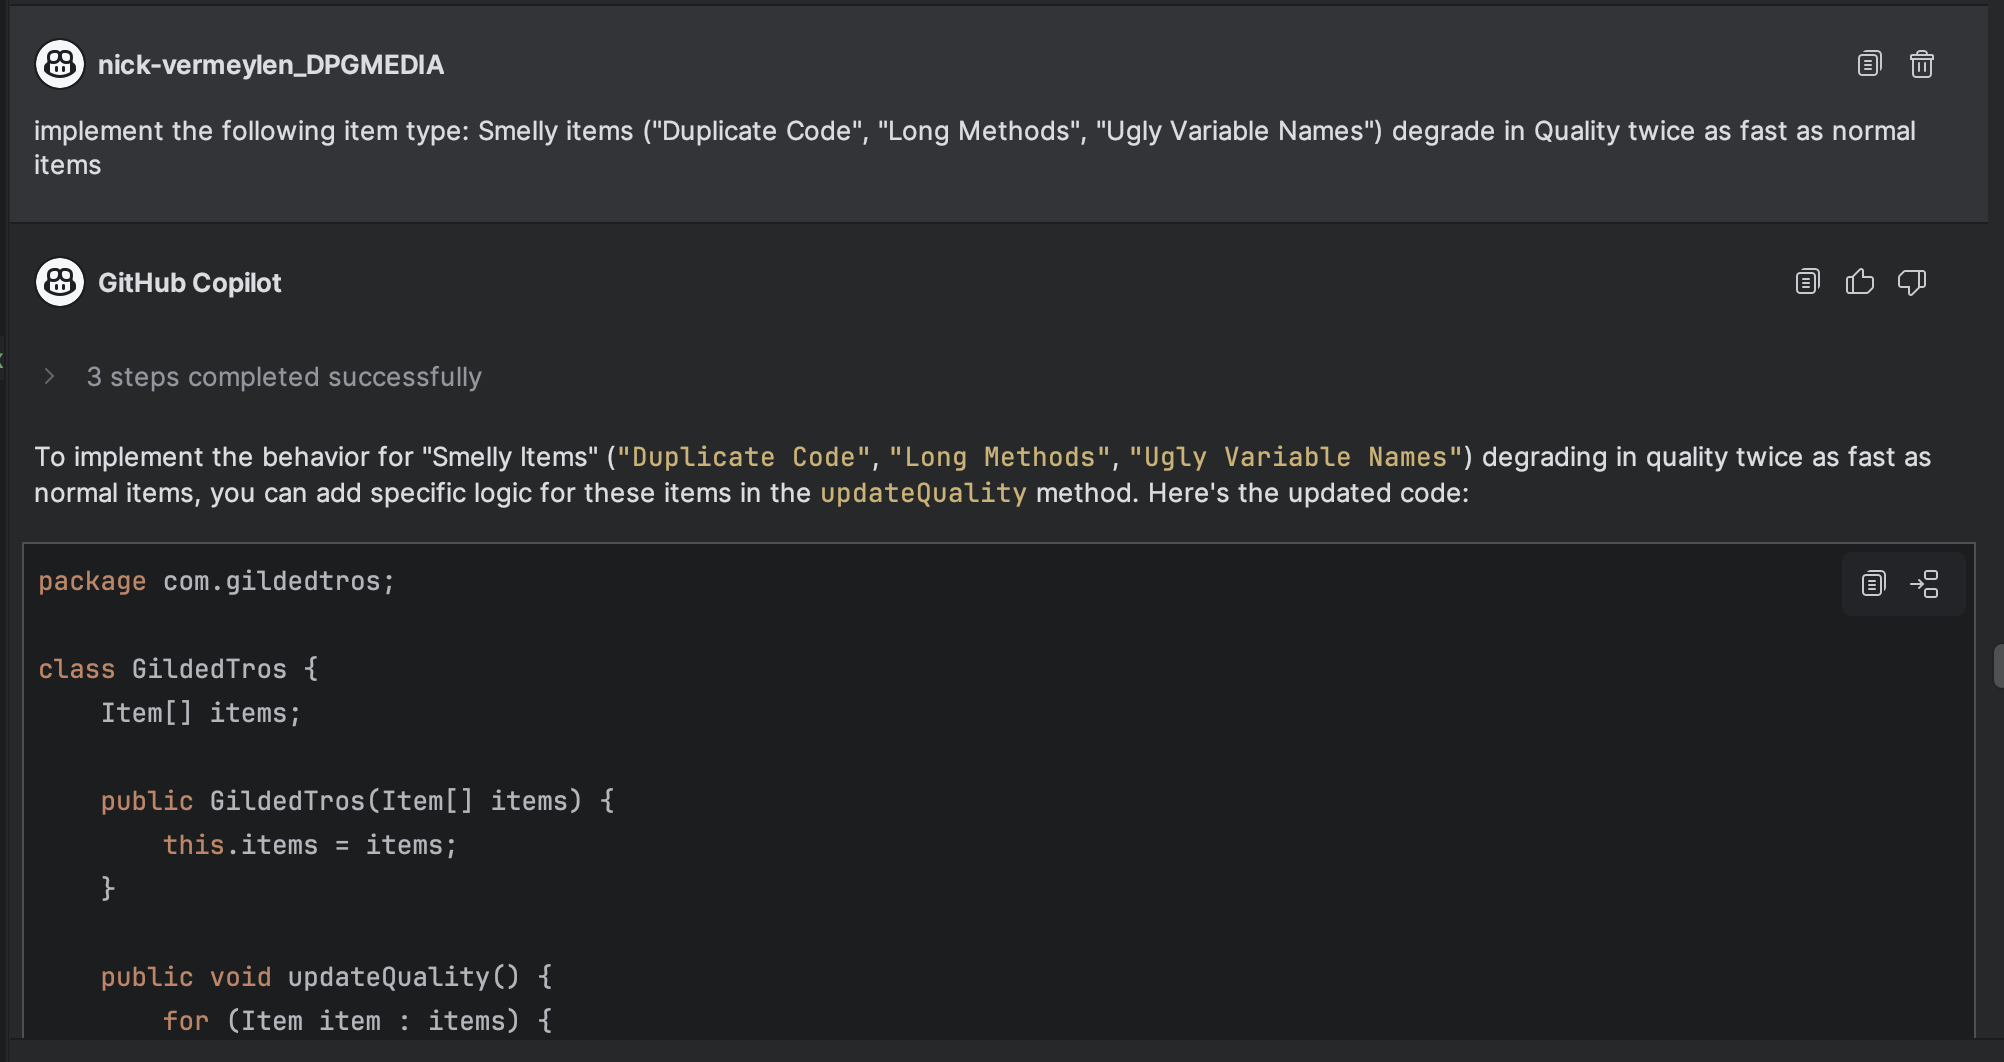 nick-vermeylen_DPGMEDIA
implement the following item type: Smelly items ("Duplicate Code", "Long Methods", "Ugly Variable Names") degrade in Quality twice as fast as normal
items
GitHub Copilot
3 steps completed successfully
To implement the behavior for "Smelly Items" ("Duplicate Code", "Long Methods", "Ugly Variable Names") degrading in quality twice as fast as
normal items, you can add specific logic for these items in the updateQuality method. Here's the updated code:
package com.gildedtros;
class GildedTros {
    Item[] items;
    public GildedTros(Item[] items) {
        this.items = items;
    }
    public void updateQuality() {
        for (Item item : items) {